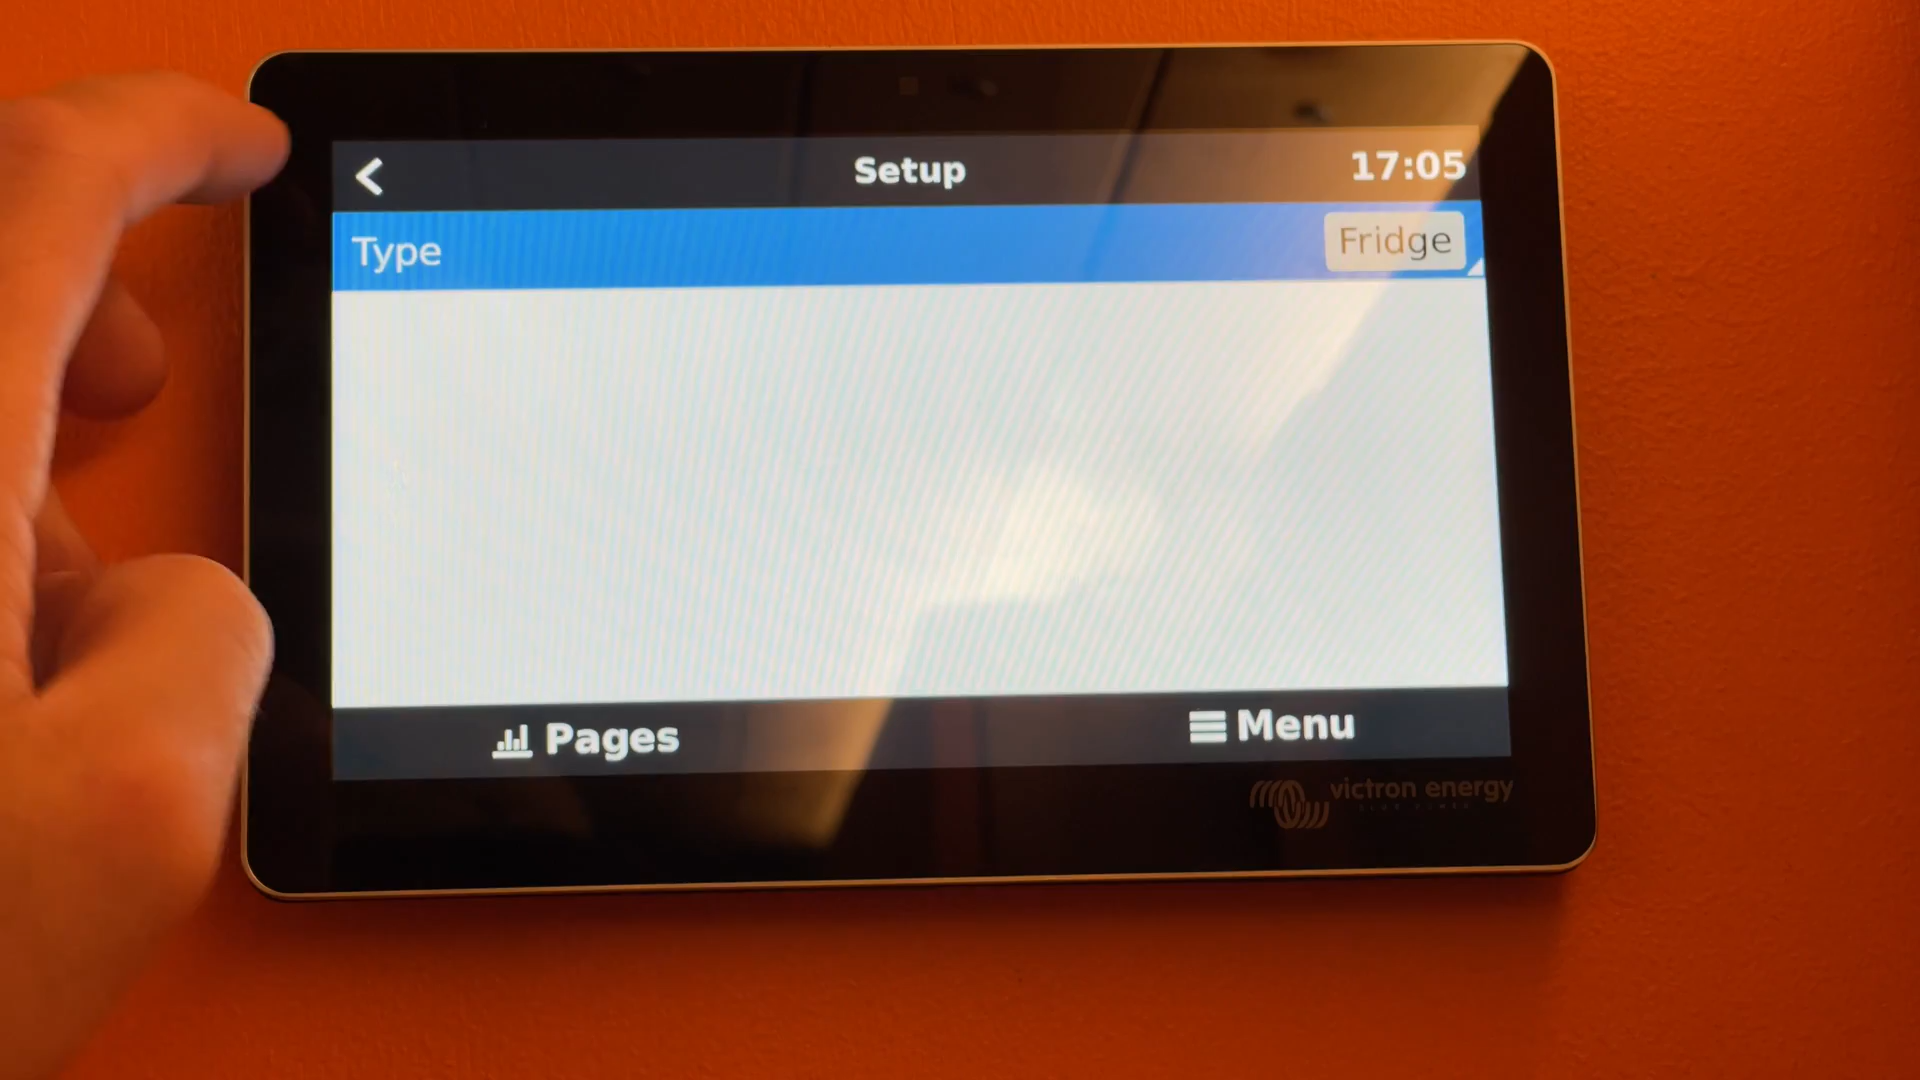 Setup
17:05
Type
Fridge
Pages
Menu
victron energy